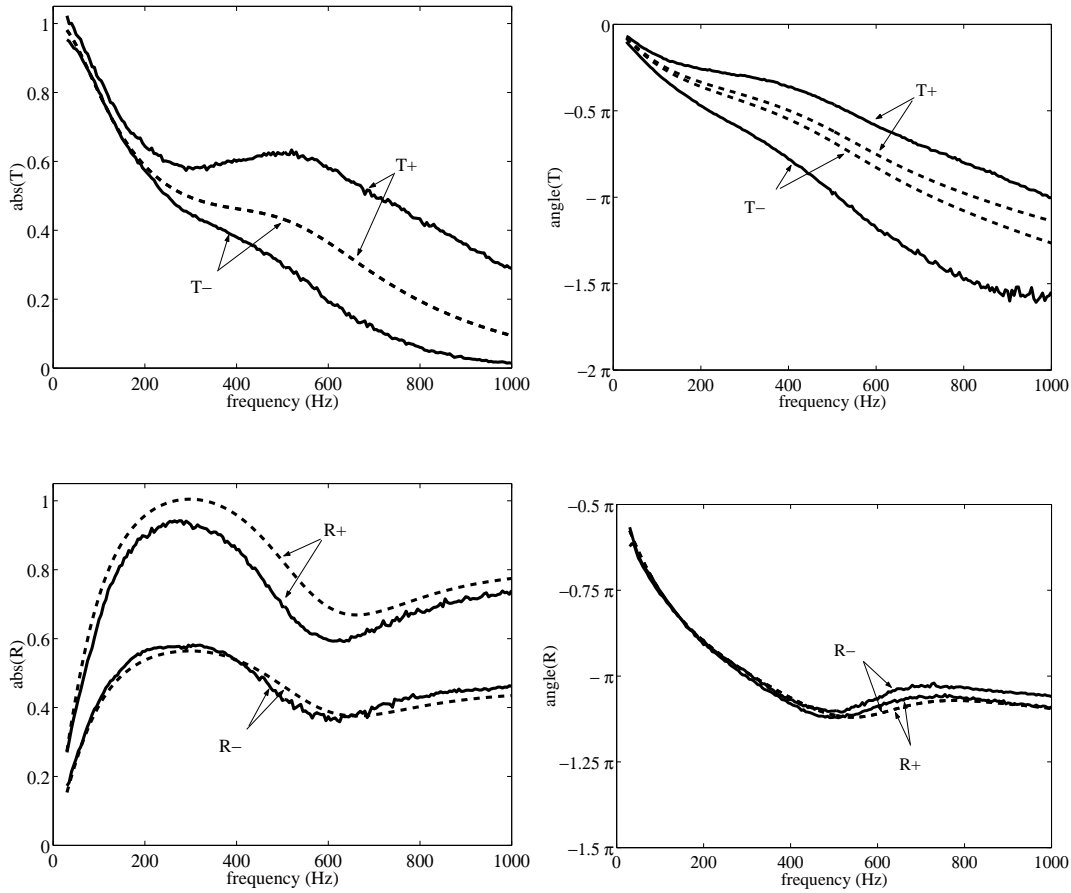 abs(T)
1
0.8
0.6
0.4
0.2
0
T+
T−
0 200 400 600 800 1000
frequency (Hz)
angle(T)
0
−0.5 π
− π
−1.5 π
−2 π
T+
T−
0 200 400 600 800 1000
frequency (Hz)
abs(R)
1
0.8
0.6
0.4
0.2
0
R+
R−
0 200 400 600 800 1000
frequency (Hz)
angle(R)
−0.5 π
−0.75 π
− π
−1.25 π
−1.5 π
R−
R+
0 200 400 600 800 1000
frequency (Hz)